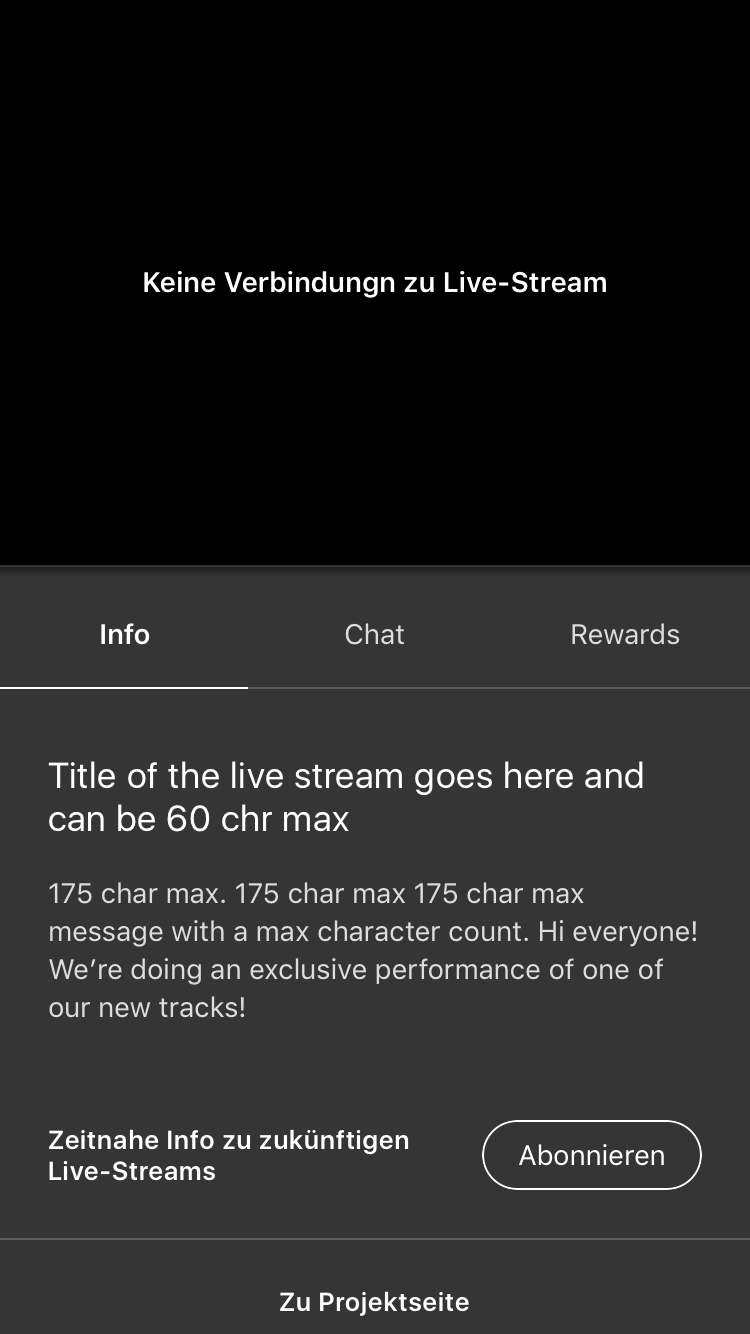 Keine Verbindungn zu Live-Stream
Info
Chat
Rewards
Title of the live stream goes here and
can be 60 chr max
175 char max. 175 char max 175 char max
message with a max character count. Hi everyone!
We’re doing an exclusive performance of one of
our new tracks!
Zeitnahe Info zu zukünftigen
Live-Streams
Abonnieren
Zu Projektseite